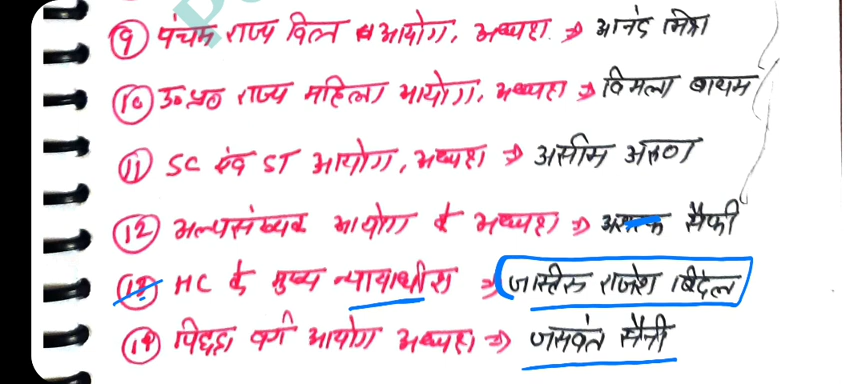 ९ पंचम राज्य वित्त आयोग, अध्यक्ष → आनंद मिश्रा
10 उ०प्र० राज्य महिला आयोग, अध्यक्ष → विमला बाथम
11 SC एवं ST आयोग, अध्यक्ष → असीम अरुण
12 अल्पसंख्यक आयोग के अध्यक्ष → सैफी
13 HC के मुख्य न्यायाधीश → जास्तिस राजेश बिंदल
14 पिछड़ा वर्ग आयोग अध्यक्ष → जसवंत सैनी